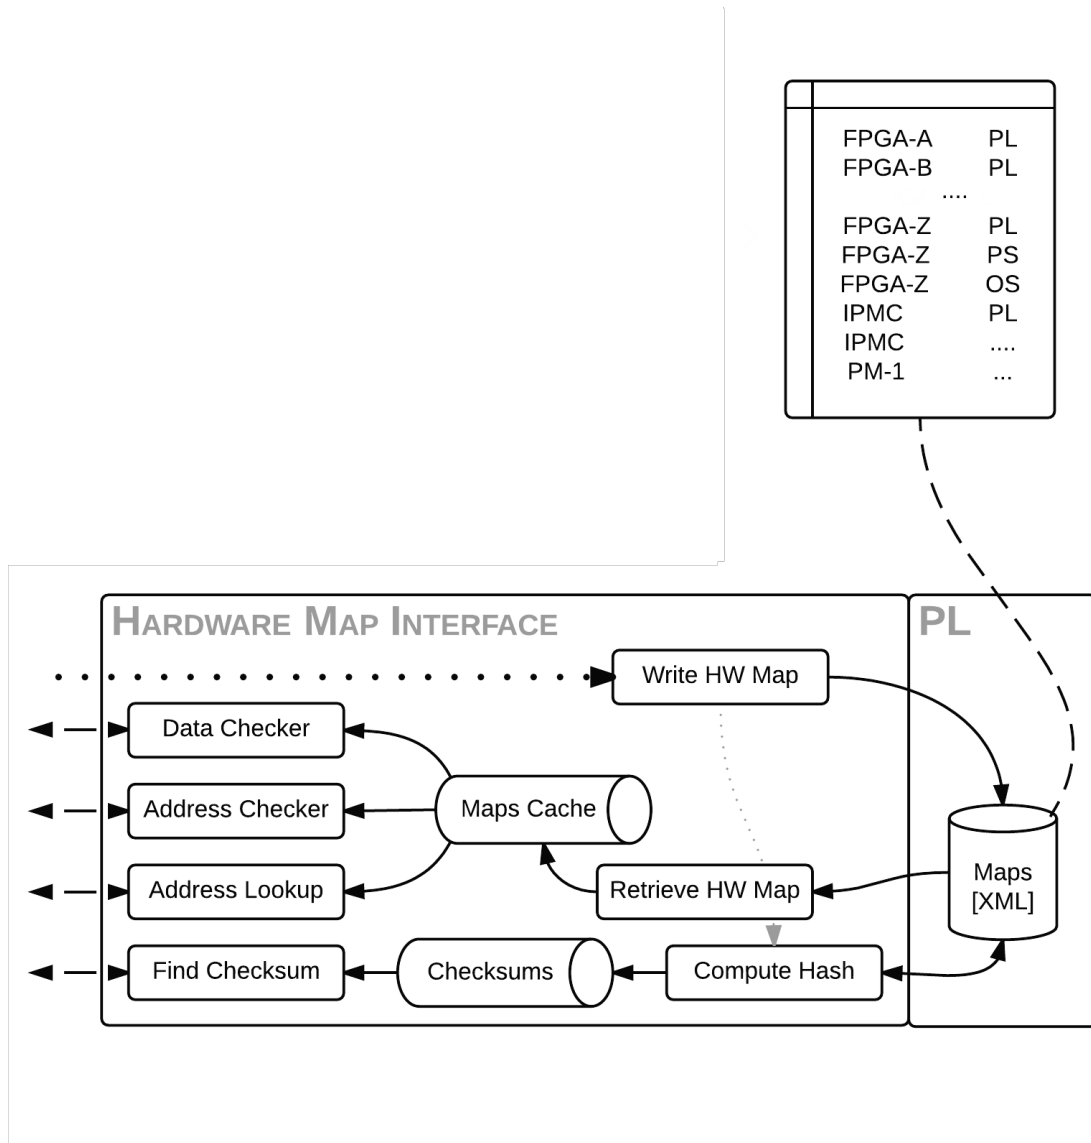 FPGA-A PL
FPGA-B PL
....
FPGA-Z PL
FPGA-Z PS
FPGA-Z OS
IPMC PL
IPMC ....
PM-1 ...
HARDWARE MAP INTERFACE
PL
Write HW Map
Data Checker
Address Checker
Maps Cache
Address Lookup
Retrieve HW Map
Maps
[XML]
Find Checksum
Checksums
Compute Hash